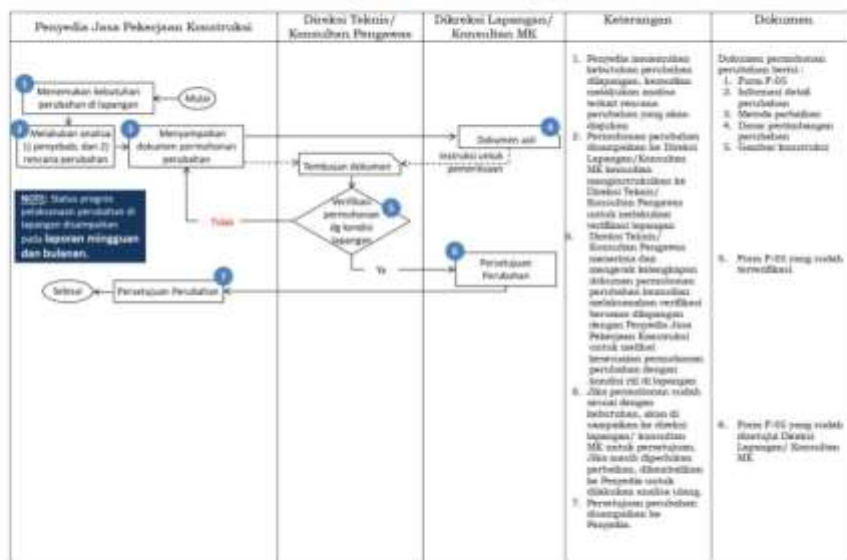 Penyedia Jasa Pekerjaan Konstruksi
Direksi Teknis/
Konsultan Pengawas
Direksi Lapangan/
Konsultan MK
Keterangan
Dokumen
1
Menemukan kebutuhan
perubahan di lapangan
Mulai
2
Melakukan analisa
1) penyebab, dan 2)
rencana perubahan
3
Menyampaikan
dokumen permohonan
perubahan
4
Dokumen asli
Instruksi untuk
pemeriksaan
Tembusan dokumen
5
Verifikasi
permohonan
dg kondisi
lapangan
Tidak
Ya
6
Persetujuan
Perubahan
7
Persetujuan Perubahan
Selesai
NOTE: Status progres
pelaksanaan perubahan di
lapangan disampaikan
pada laporan mingguan
dan bulanan.
1. Penyedia menemukan
kebutuhan perubahan
dilapangan, kemudian
melakukan analisa
terkait rencana
perubahan yang akan
diajukan
Permohonan perubahan
disampaikan ke Direksi
Lapangan/Konsultan
MK kemudian
menginstruksikan ke
Direksi Teknis/
Konsultan Pengawas
untuk melakukan
verifikasi lapangan
Direksi Teknis/
Konsultan Pengawas
menerima dan
mengecek kelengkapan
dokumen permohonan
perubahan kemudian
melaksanakan verifikasi
bersama dilapangan
dengan Penyedia Jasa
Pekerjaan Konstruksi
untuk melihat
kesesuaian permohonan
perubahan dengan
kondisi riil di lapangan
Jika permohonan sudah
sesuai dengan
kebutuhan, akan di
sampaikan ke direksi
lapangan/ konsultan
MK untuk persetujuan.
Jika masih diperlukan
perbaikan, dikembalikan
ke Penyedia untuk
dilakukan analisa ulang.
7. Persetujuan perubahan
disampaikan ke
Penyedia.
Dokumen permohonan
perubahan berisi :
1. Form F-05
2. Informasi detail
perubahan
3. Metode perbaikan
4. Dasar pertimbangan
perubahan
5. Gambar konstruksi
5. Form F-05 yang sudah
terverifikasi
6. Form F-05 yang sudah
disetujui Direksi
Lapangan/ Konsultan
MK